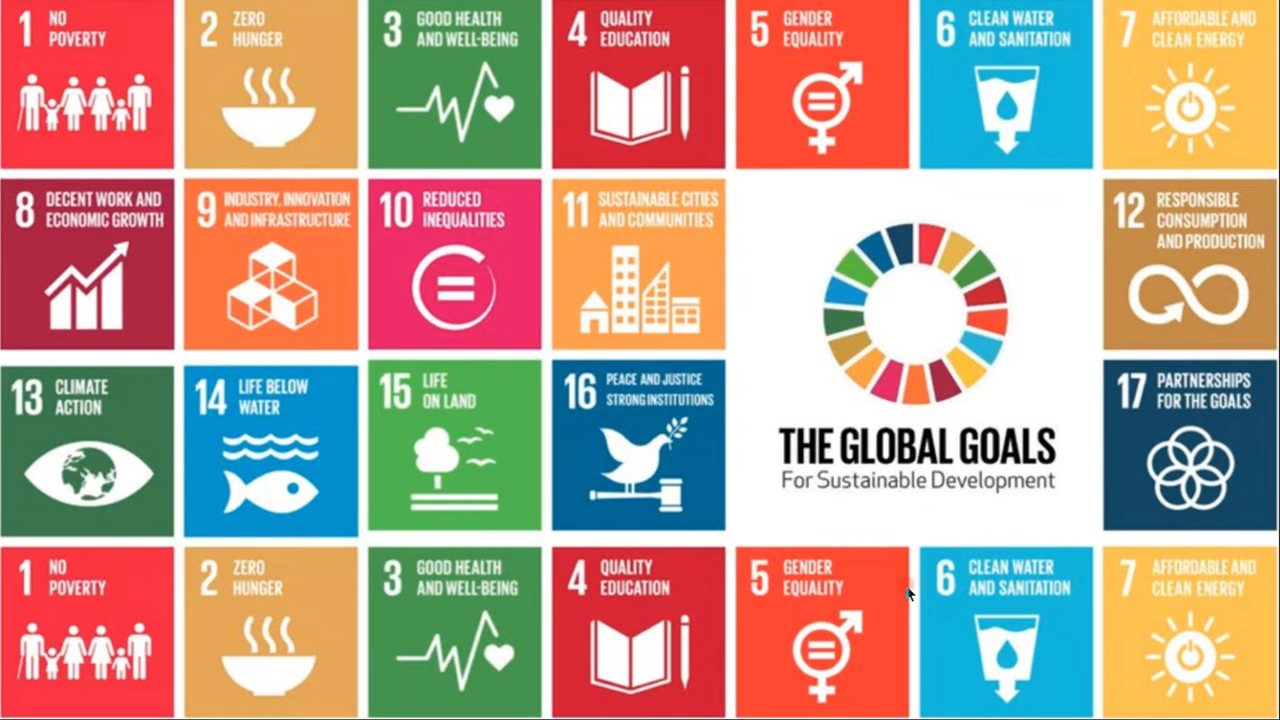 1 NO
POVERTY
2 ZERO
HUNGER
3 GOOD HEALTH
AND WELL-BEING
4 QUALITY
EDUCATION
5 GENDER
EQUALITY
6 CLEAN WATER
AND SANITATION
7 AFFORDABLE AND
CLEAN ENERGY
8 DECENT WORK AND
ECONOMIC GROWTH
9 INDUSTRY, INNOVATION
AND INFRASTRUCTURE
10 REDUCED
INEQUALITIES
11 SUSTAINABLE CITIES
AND COMMUNITIES
12 RESPONSIBLE
CONSUMPTION
AND PRODUCTION
13 CLIMATE
ACTION
14 LIFE BELOW
WATER
15 LIFE
ON LAND
16 PEACE AND JUSTICE
STRONG INSTITUTIONS
THE GLOBAL GOALS
For Sustainable Development
17 PARTNERSHIPS
FOR THE GOALS
1 NO
POVERTY
2 ZERO
HUNGER
3 GOOD HEALTH
AND WELL-BEING
4 QUALITY
EDUCATION
5 GENDER
EQUALITY
6 CLEAN WATER
AND SANITATION
7 AFFORDABLE AND
CLEAN ENERGY